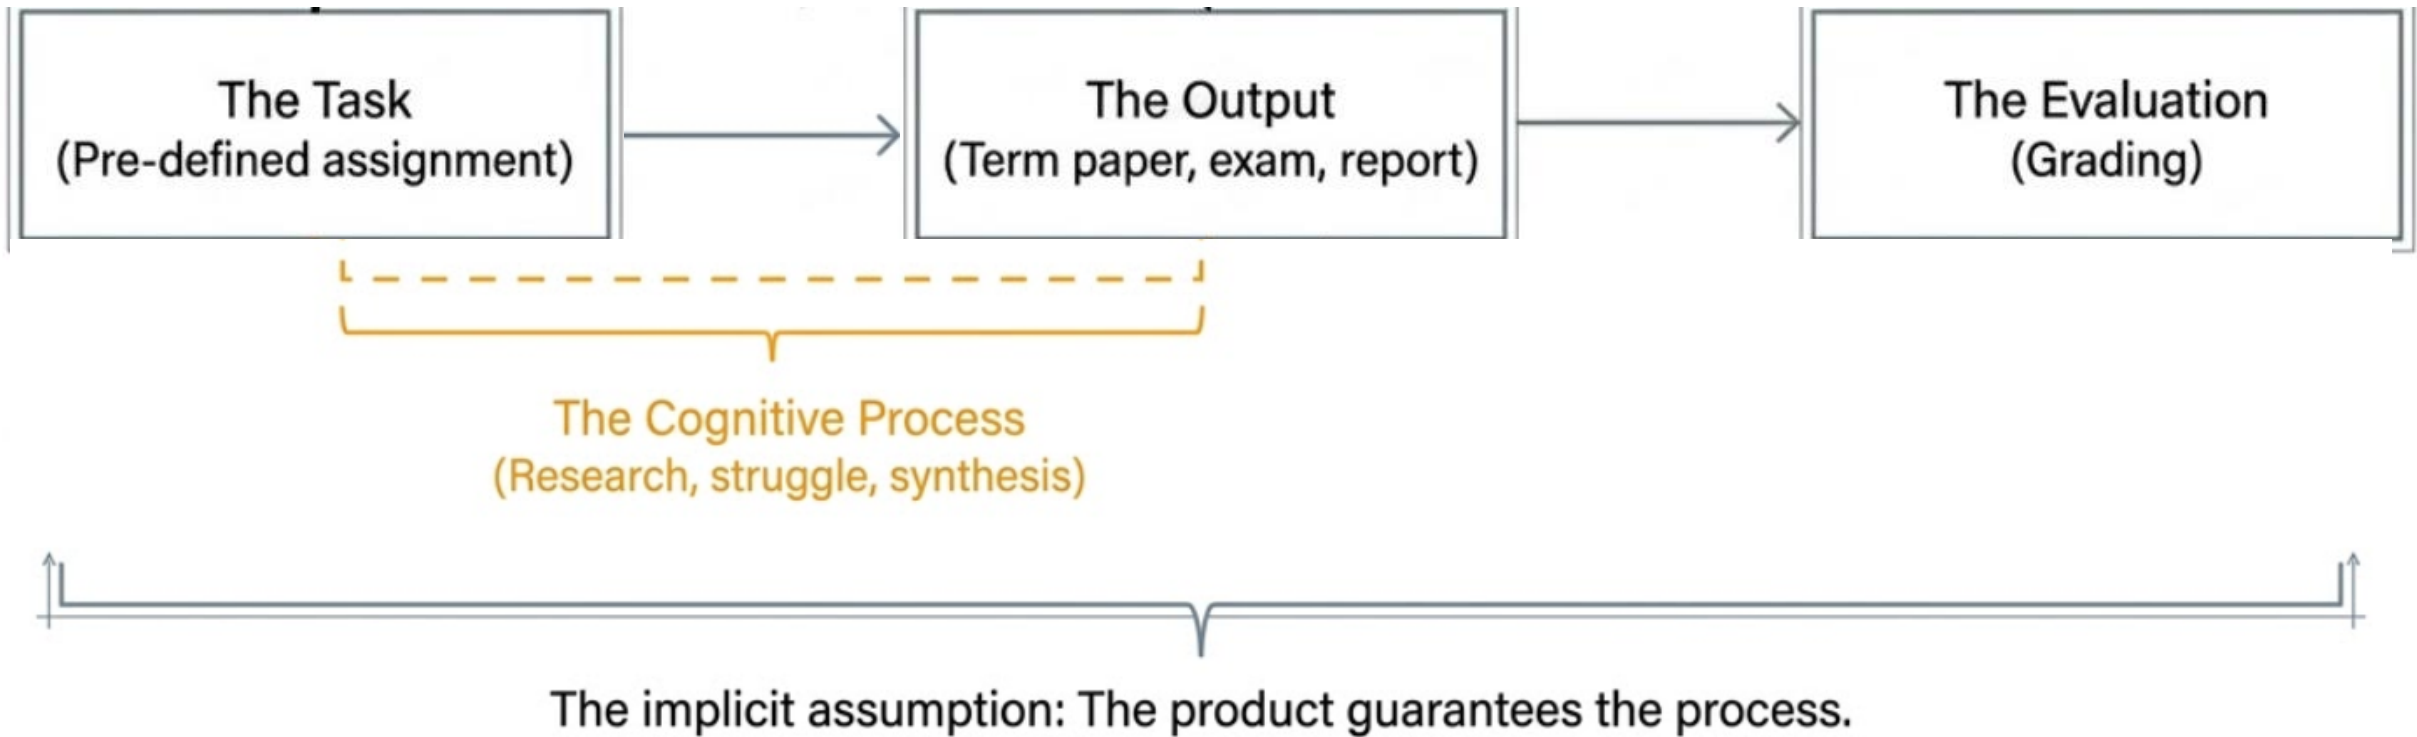 The Task
(Pre-defined assignment)
The Output
(Term paper, exam, report)
The Evaluation
(Grading)
The Cognitive Process
(Research, struggle, synthesis)
The implicit assumption: The product guarantees the process.